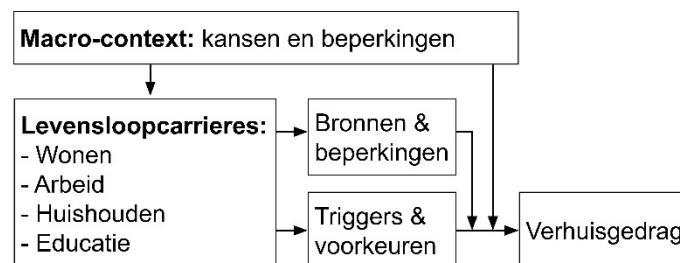 Macro-context: kansen en beperkingen
Levensloopcarrieres:
- Wonen
- Arbeid
- Huishouden
- Educatie
Bronnen &
beperkingen
Triggers &
voorkeuren
Verhuisgedrag